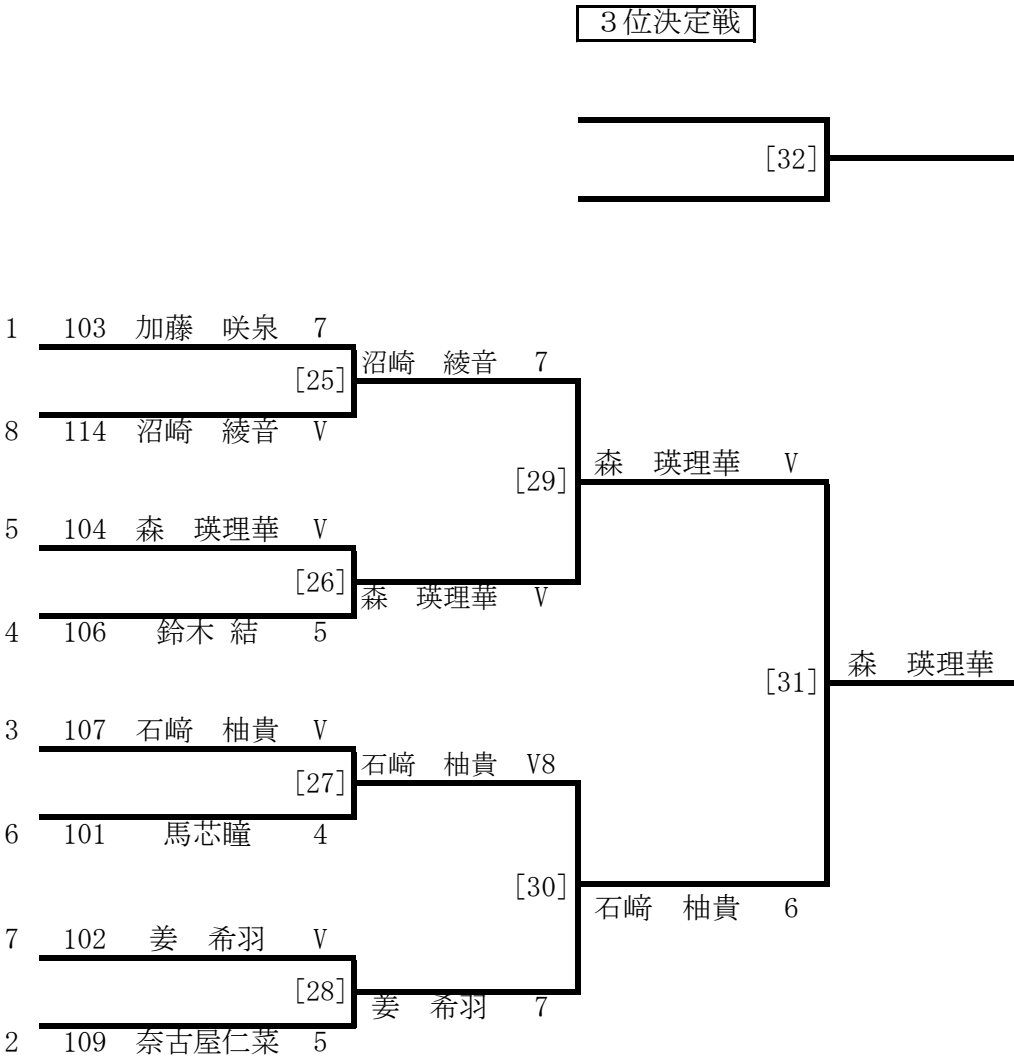 ３位決定戦
[32]
1 103 加藤 咲泉 7
沼崎 綾音 7
[25]
8 114 沼崎 綾音 V
森 瑛理華 V
[29]
5 104 森 瑛理華 V
[26]
森 瑛理華 V
4 106 鈴木 結 5
森 瑛理華
[31]
3 107 石﨑 柚貴 V
石﨑 柚貴 V8
[27]
6 101 馬芯瞳 4
[30]
石﨑 柚貴 6
7 102 姜 希羽 V
[28]
姜 希羽 7
2 109 奈古屋仁菜 5